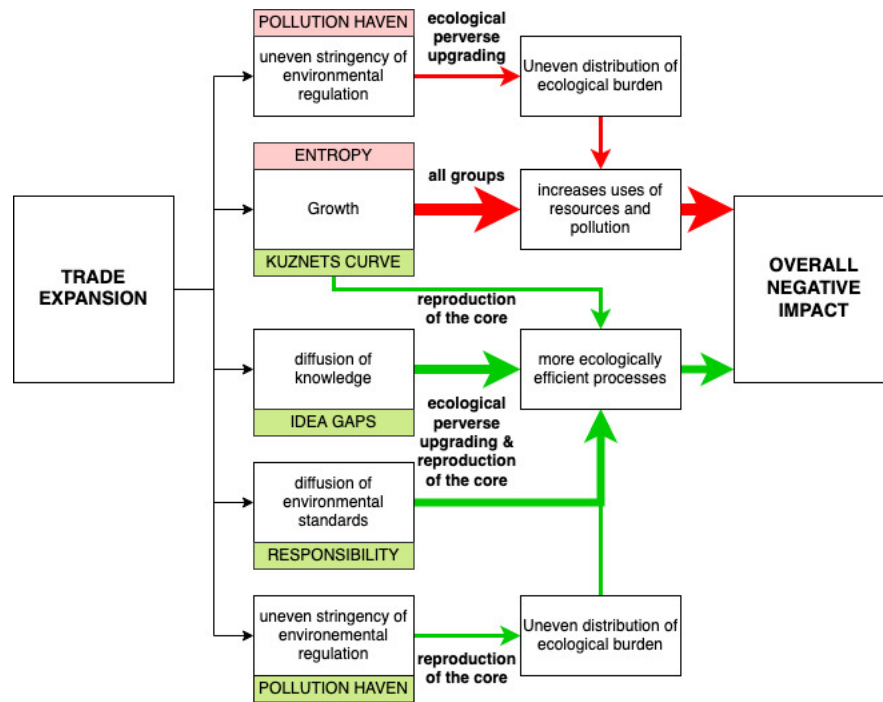 TRADE
EXPANSION
POLLUTION HAVEN
uneven stringency of
environmental
regulation
ecological
perverse
upgrading
Uneven distribution of
ecological burden
ENTROPY
Growth
KUZNETS CURVE
all groups
increases uses of
resources and
pollution
reproduction
of the core
diffusion of
knowledge
IDEA GAPS
more ecologically
efficient processes
ecological
perverse
upgrading &
reproduction
of the core
diffusion of
environmental
standards
RESPONSIBILITY
uneven stringency of
environemental
regulation
POLLUTION HAVEN
reproduction
of the core
Uneven distribution of
ecological burden
OVERALL
NEGATIVE
IMPACT